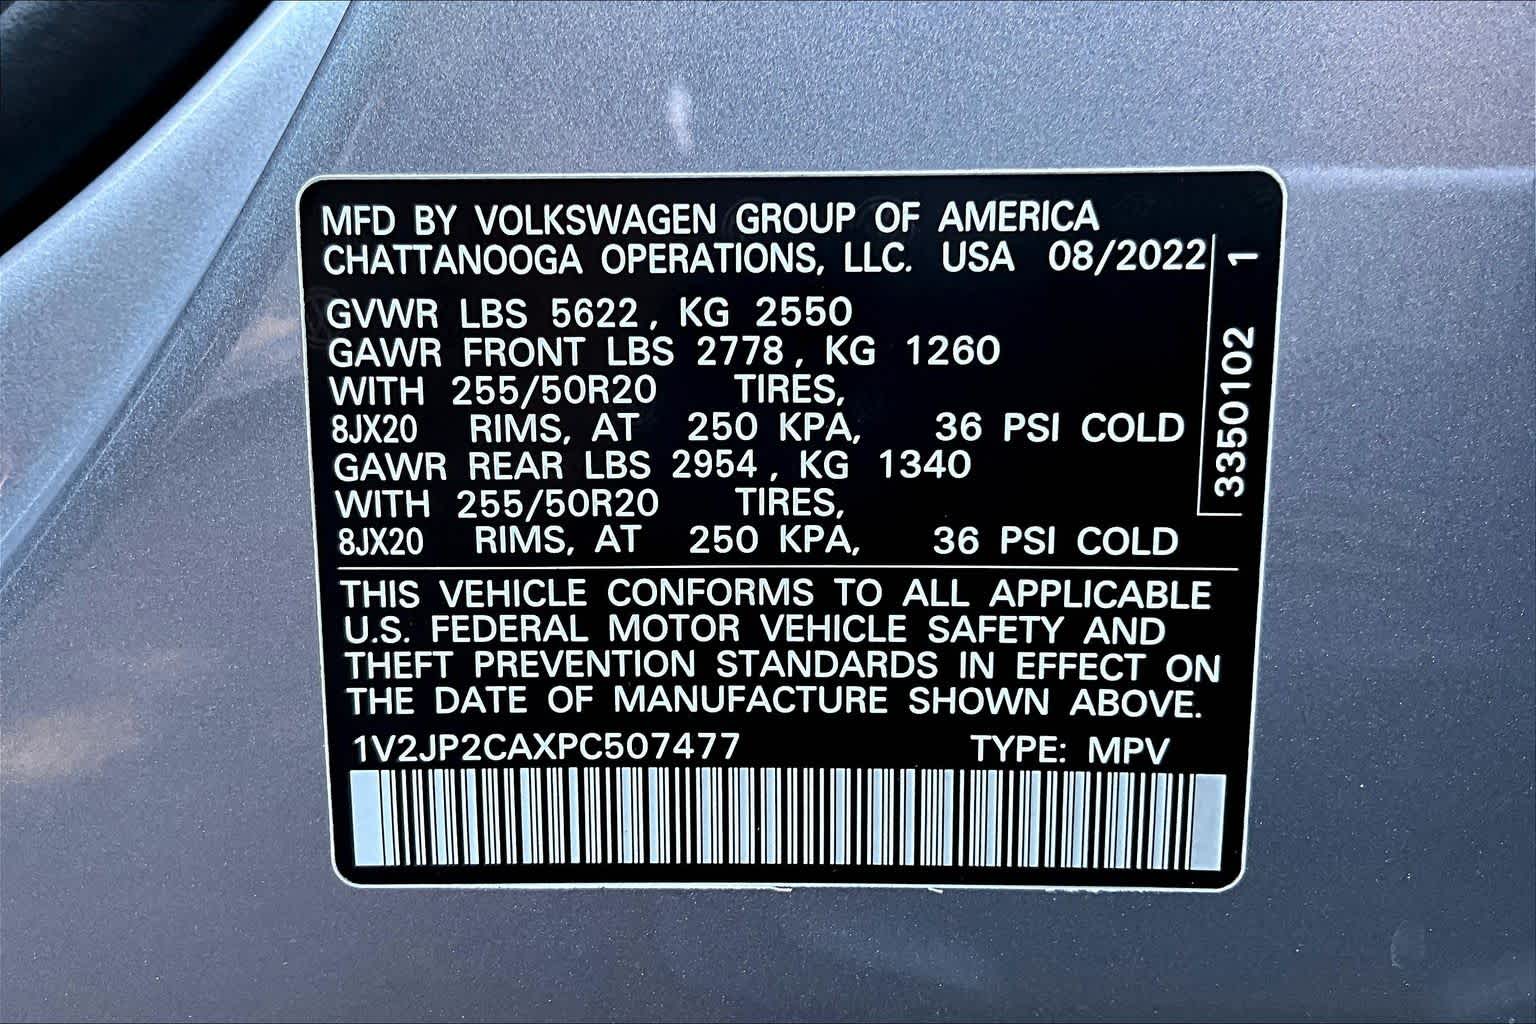 MFD BY VOLKSWAGEN GROUP OF AMERICA
CHATTANOOGA OPERATIONS, LLC. USA 08/2022
GVWR LBS 5622, KG 2550
GAWR FRONT LBS 2778, KG 1260
WITH 255/50R20 TIRES,
8JX20 RIMS, AT 250 KPA, 36 PSI COLD
GAWR REAR LBS 2954, KG 1340
WITH 255/50R20 TIRES,
8JX20 RIMS, AT 250 KPA, 36 PSI COLD
3350102 1
THIS VEHICLE CONFORMS TO ALL APPLICABLE
U.S. FEDERAL MOTOR VEHICLE SAFETY AND
THEFT PREVENTION STANDARDS IN EFFECT ON
THE DATE OF MANUFACTURE SHOWN ABOVE.
1V2JP2CAXPC507477 TYPE: MPV